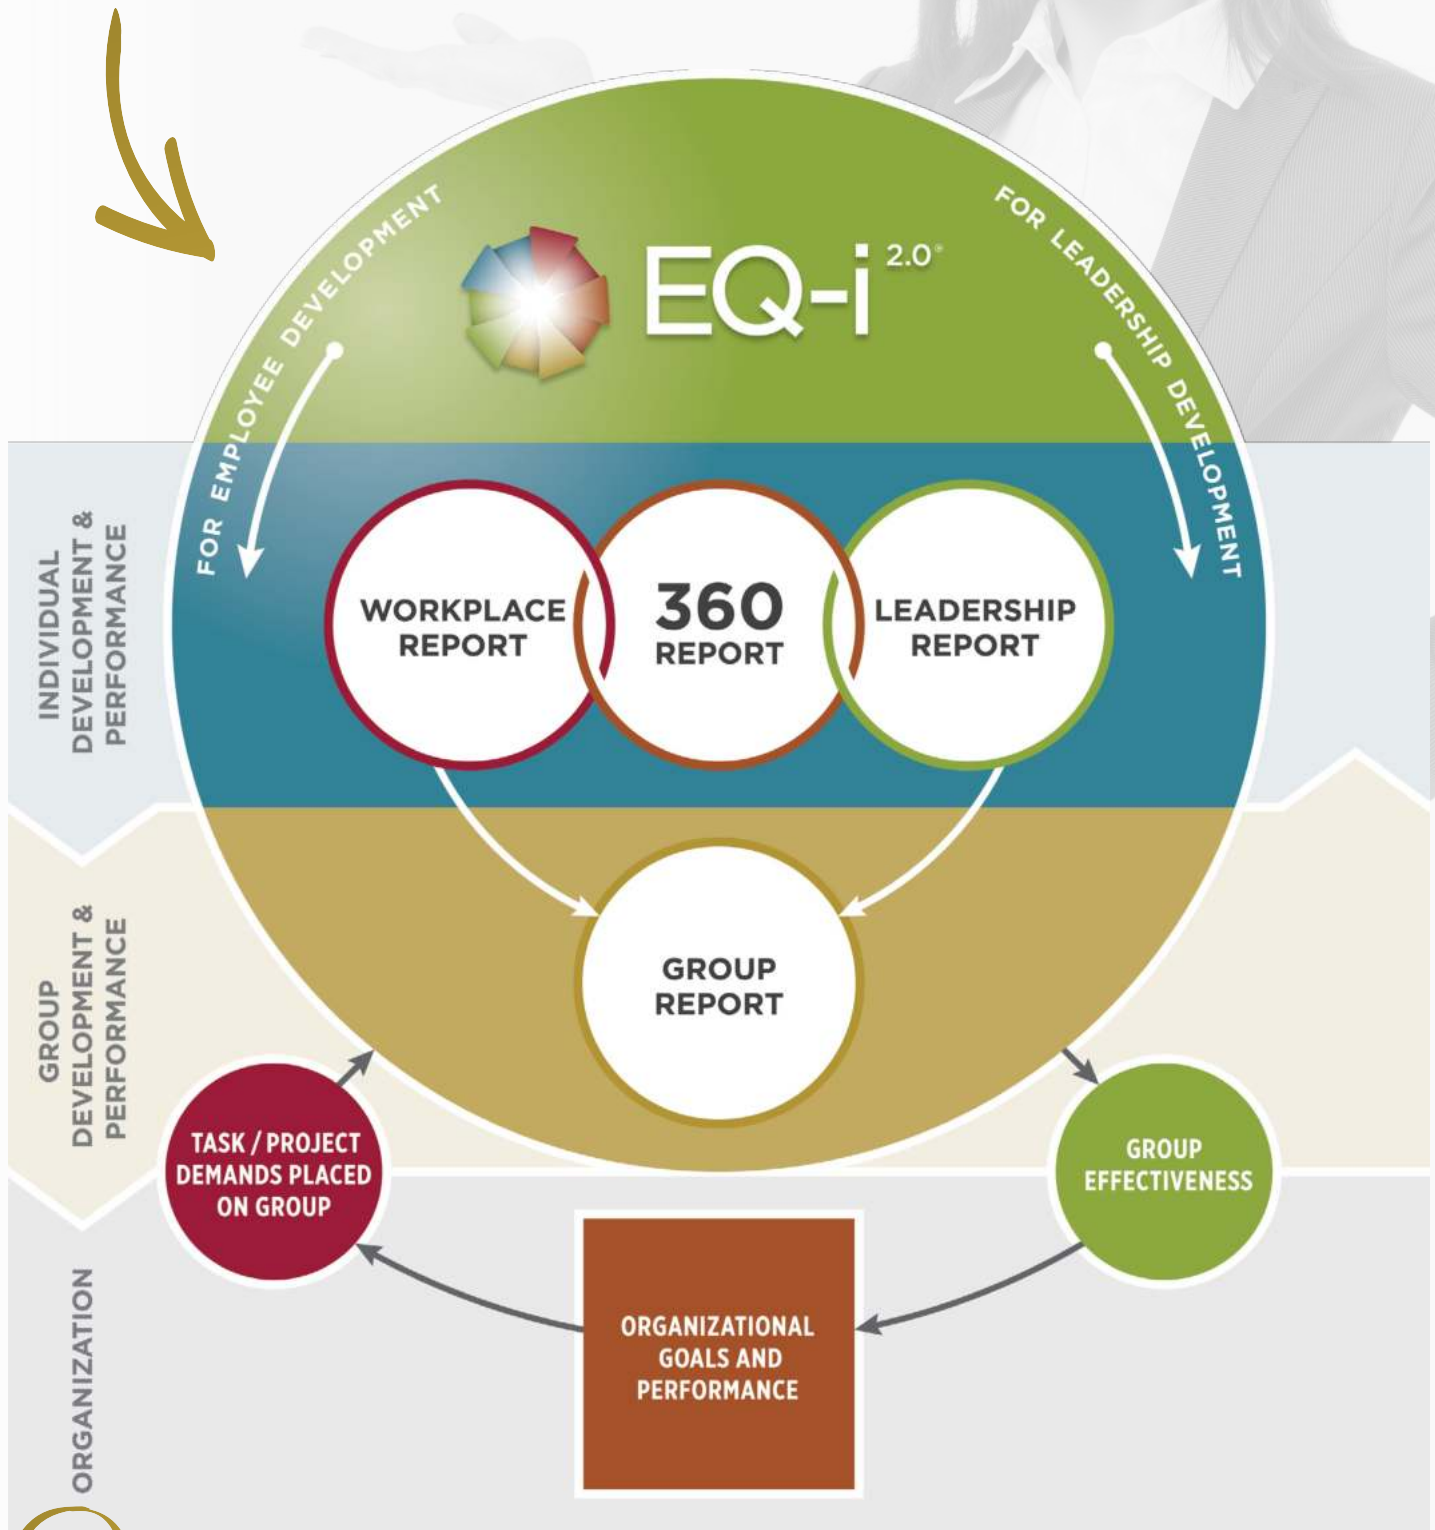 FOR EMPLOYEE DEVELOPMENT
EQ-i 2.0®
FOR LEADERSHIP DEVELOPMENT
INDIVIDUAL
DEVELOPMENT &
PERFORMANCE
WORKPLACE
REPORT
360
REPORT
LEADERSHIP
REPORT
GROUP
DEVELOPMENT &
PERFORMANCE
GROUP
REPORT
TASK / PROJECT
DEMANDS PLACED
ON GROUP
GROUP
EFFECTIVENESS
ORGANIZATION
ORGANIZATIONAL
GOALS AND
PERFORMANCE